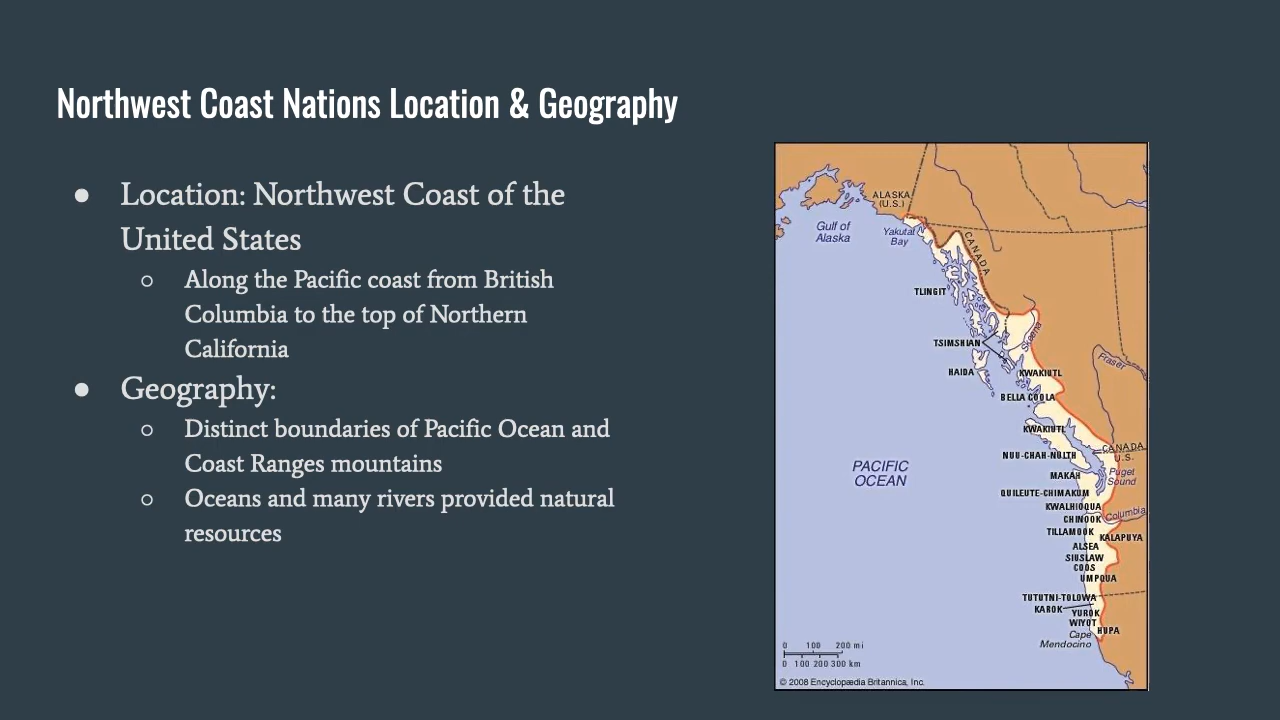 Northwest Coast Nations Location & Geography
● Location: Northwest Coast of the
United States
○ Along the Pacific coast from British
Columbia to the top of Northern
California
● Geography:
○ Distinct boundaries of Pacific Ocean and
Coast Ranges mountains
○ Oceans and many rivers provided natural
resources
ALASKA
(U.S.)
Gulf of
Alaska
Yakutat
Bay
CANADA
TLINGIT
TSIMSHIAN
Skeena
HAIDA
KWAKIUTL
Fraser
BELLA COOLA
KWAKIUTL
CANADA
U.S.
NUU-CHAH-NULTH
PACIFIC
OCEAN
MAKAH
Puget
Sound
QUILEUTE-CHIMAKUM
KWALHIOQUA
Columbia
CHINOOK
TILLAMOOK
KALAPUYA
ALSEA
SIUSLAW
COOS
UMPQUA
TUTUTNI-TOLOWA
KAROK
YUROK
WIYOT
HUPA
Cape
Mendocino
0 100 200 mi
0 100 200 300 km
© 2008 Encyclopædia Britannica, Inc.